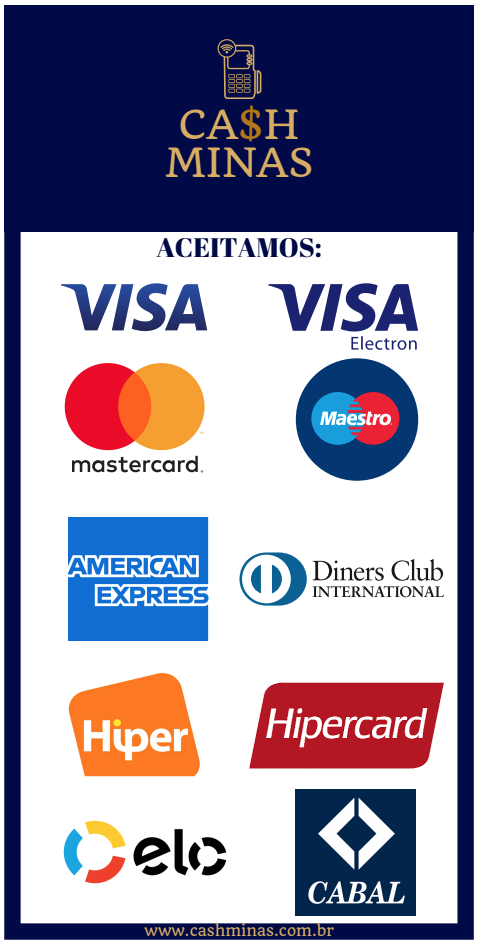 CA$H
MINAS
ACEITAMOS:
VISA
VISA
Electron
mastercard.
Maestro
AMERICAN
EXPRESS
Diners Club
INTERNATIONAL
Hiper
Hipercard
elo
CABAL
www.cashminas.com.br